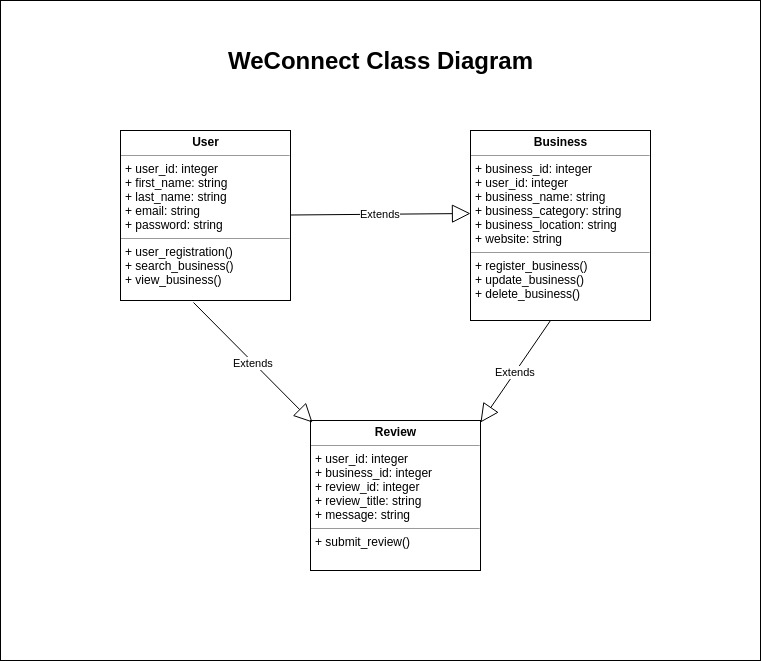 WeConnect Class Diagram
User
+ user_id: integer
+ first_name: string
+ last_name: string
+ email: string
+ password: string
+ user_registration()
+ search_business()
+ view_business()
Extends
Business
+ business_id: integer
+ user_id: integer
+ business_name: string
+ business_category: string
+ business_location: string
+ website: string
+ register_business()
+ update_business()
+ delete_business()
Extends
Extends
Review
+ user_id: integer
+ business_id: integer
+ review_id: integer
+ review_title: string
+ message: string
+ submit_review()